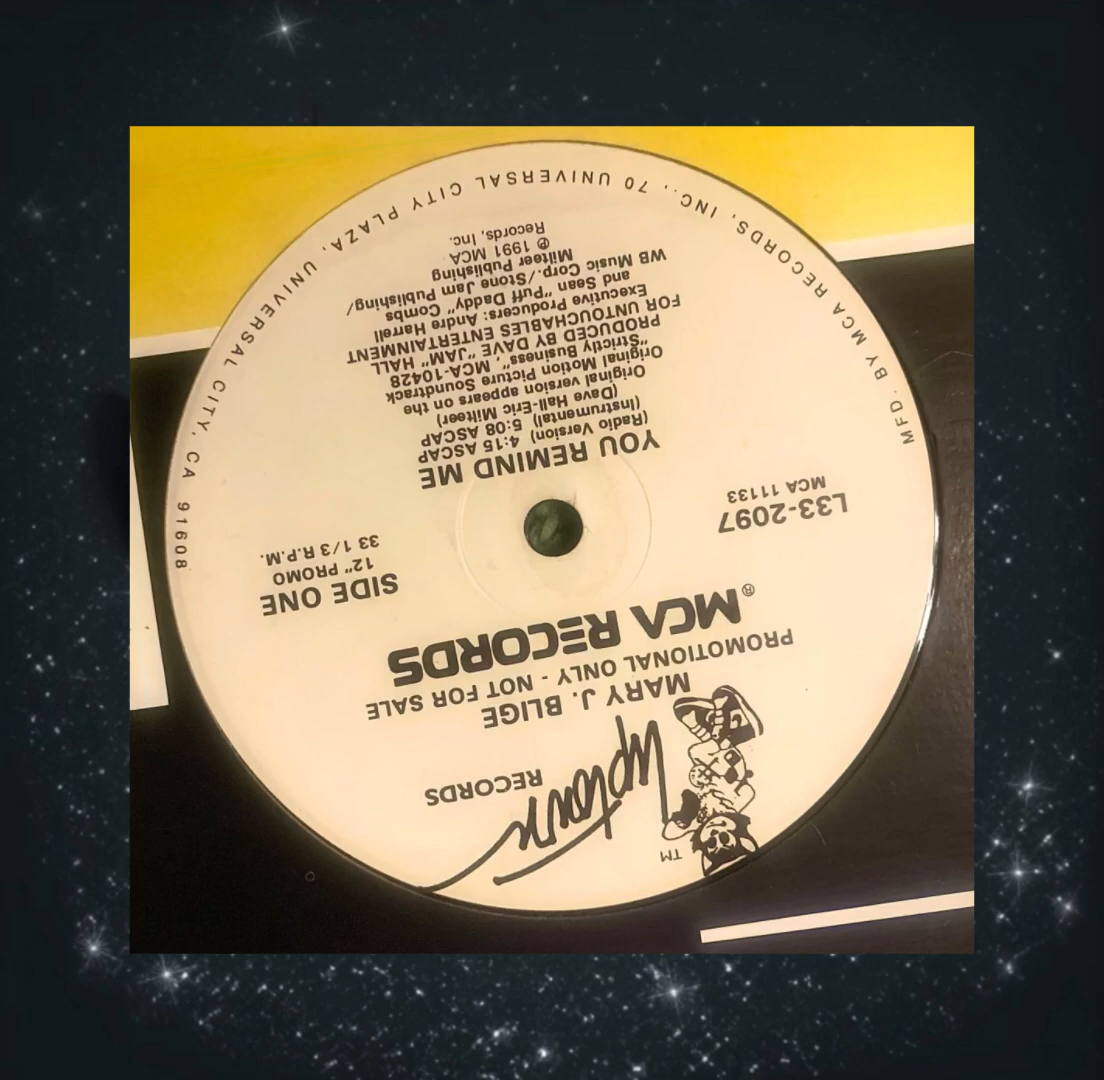 Uptown
RECORDS
TM
MARY J. BLIGE
PROMOTIONAL ONLY - NOT FOR SALE
MCA RECORDS®
SIDE ONE
12" PROMO
33 1/3 R.P.M.
L33-2097
MCA 11133
YOU REMIND ME
(Radio Version) 4:15 ASCAP
(Instrumental) 5:08 ASCAP
(Dave Hall-Eric Milteer)
Original version appears on the
Original Motion Picture Soundtrack
"Strictly Business", MCA-10428
PRODUCED BY DAVE "JAM" HALL
FOR UNTOUCHABLES ENTERTAINMENT
Executive Producers: Andre Harrell
and Sean "Puff Daddy" Combs
WB Music Corp./Stone Jam Publishing/
Milteer Publishing
℗ 1991 MCA
Records, Inc.
MFD. BY MCA RECORDS, INC., 70 UNIVERSAL CITY PLAZA, UNIVERSAL CITY, CA 91608